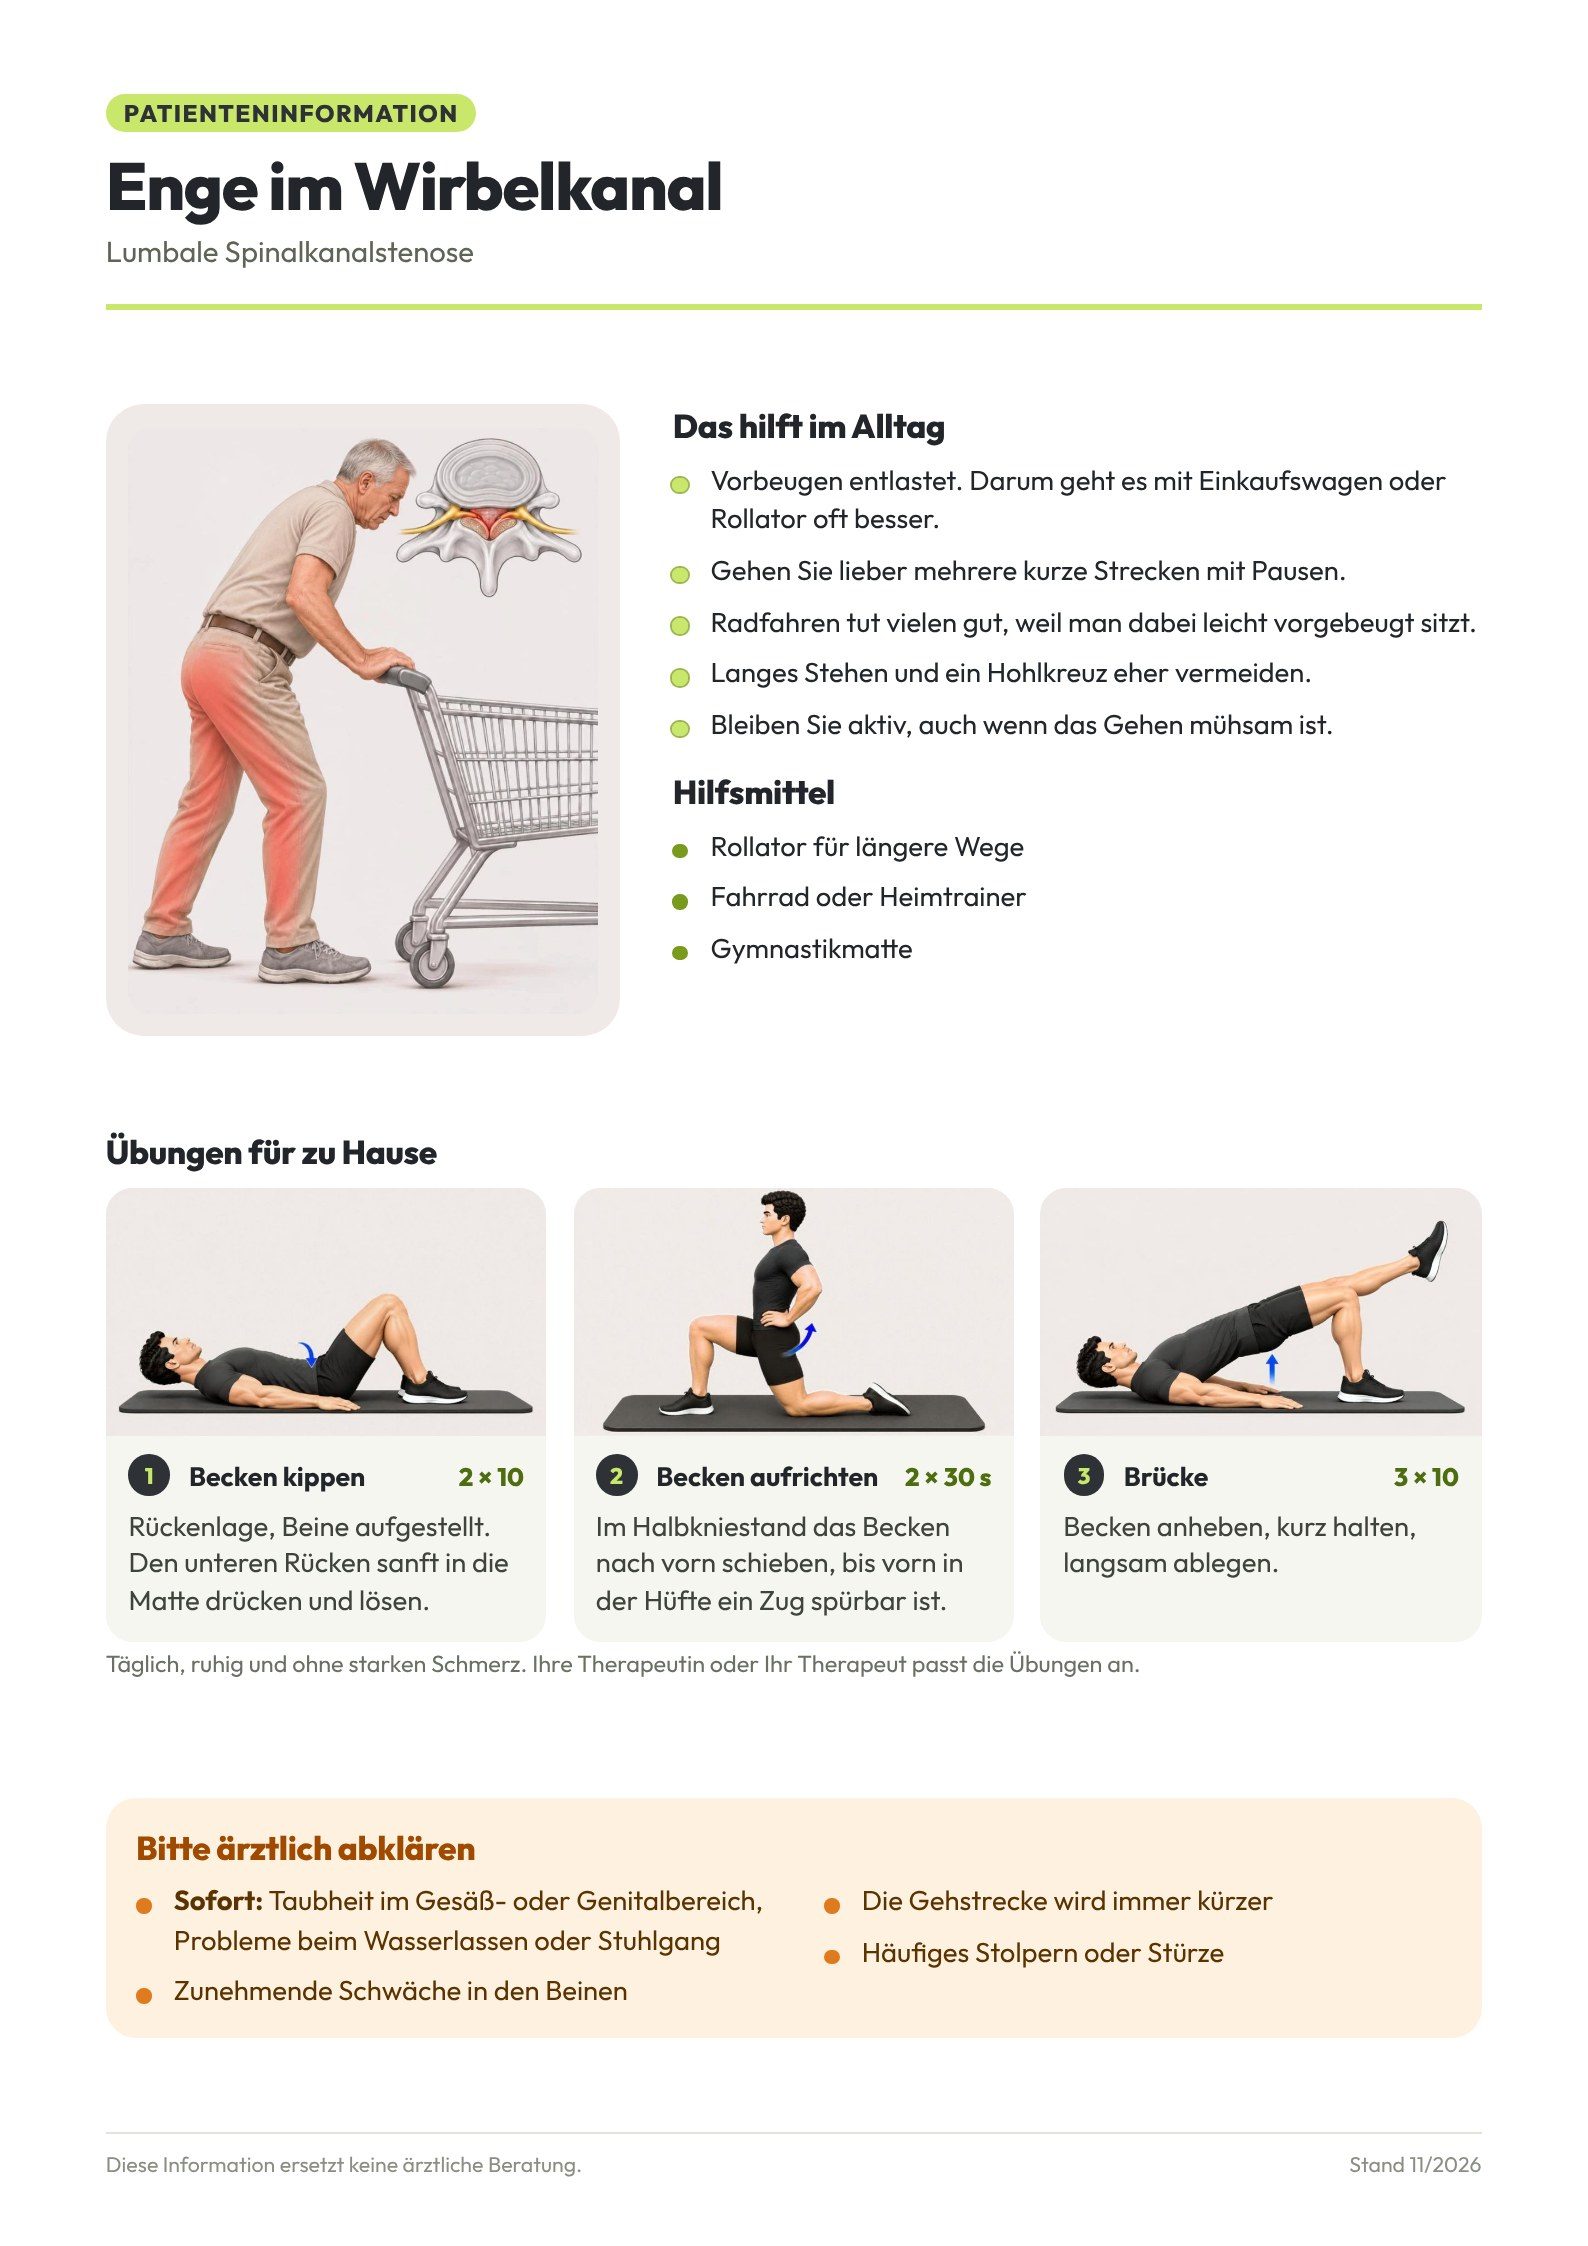 PATIENTENINFORMATION
Enge im Wirbelkanal
Lumbale Spinalkanalstenose
Das hilft im Alltag
Vorbeugen entlastet. Darum geht es mit Einkaufswagen oder
Rollator oft besser.
Gehen Sie lieber mehrere kurze Strecken mit Pausen.
Radfahren tut vielen gut, weil man dabei leicht vorgebeugt sitzt.
Langes Stehen und ein Hohlkreuz eher vermeiden.
Bleiben Sie aktiv, auch wenn das Gehen mühsam ist.
Hilfsmittel
Rollator für längere Wege
Fahrrad oder Heimtrainer
Gymnastikmatte
Übungen für zu Hause
1 Becken kippen 2 × 10
Rückenlage, Beine aufgestellt.
Den unteren Rücken sanft in die
Matte drücken und lösen.
2 Becken aufrichten 2 × 30 s
Im Halbkniestand das Becken
nach vorn schieben, bis vorn in
der Hüfte ein Zug spürbar ist.
3 Brücke 3 × 10
Becken anheben, kurz halten,
langsam ablegen.
Täglich, ruhig und ohne starken Schmerz. Ihre Therapeutin oder Ihr Therapeut passt die Übungen an.
Bitte ärztlich abklären
Sofort: Taubheit im Gesäß- oder Genitalbereich,
Probleme beim Wasserlassen oder Stuhlgang
Zunehmende Schwäche in den Beinen
Die Gehstrecke wird immer kürzer
Häufiges Stolpern oder Stürze
Diese Information ersetzt keine ärztliche Beratung.
Stand 11/2026